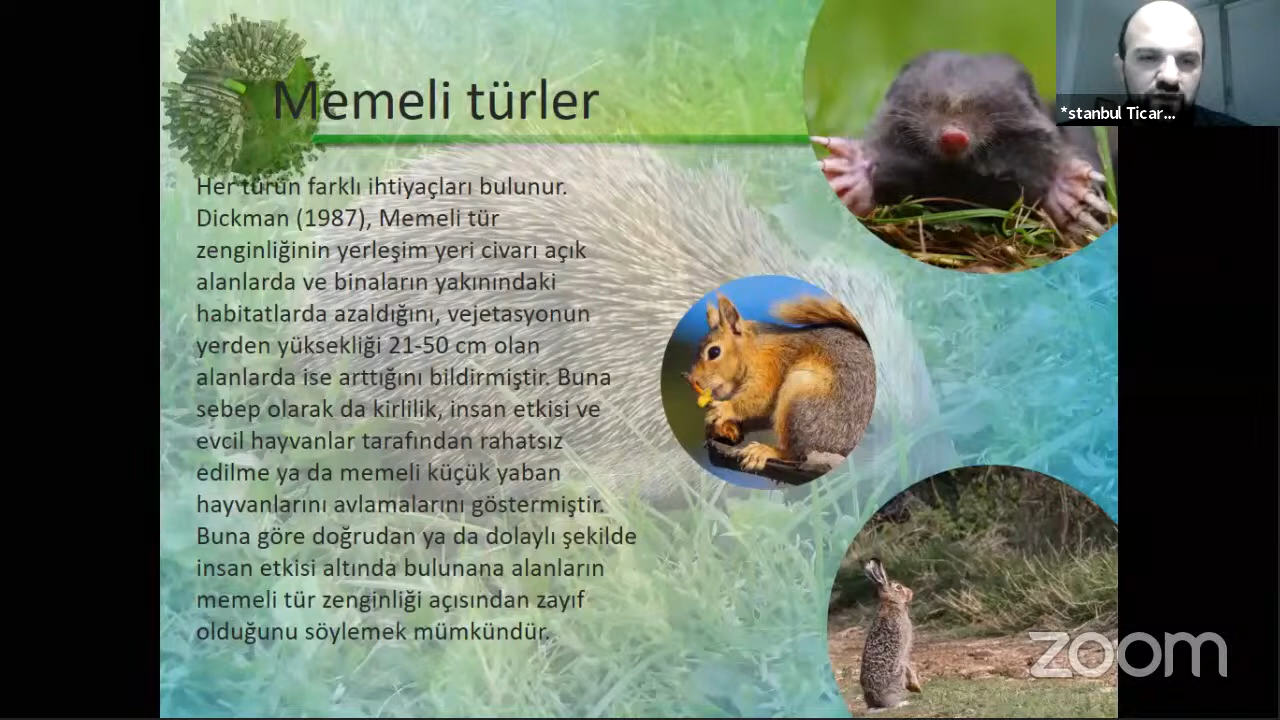 Memeli türler
*stanbul Ticar...
Her türün farklı ihtiyaçları bulunur.
Dickman (1987), Memeli tür
zenginliğinin yerleşim yeri civarı açık
alanlarda ve binaların yakınındaki
habitatlarda azaldığını, vejetasyonun
yerden yüksekliği 21-50 cm olan
alanlarda ise arttığını bildirmiştir. Buna
sebep olarak da kirlilik, insan etkisi ve
evcil hayvanlar tarafından rahatsız
edilme ya da memeli küçük yaban
hayvanlarını avlamalarını göstermiştir.
Buna göre doğrudan ya da dolaylı şekilde
insan etkisi altında bulunana alanların
memeli tür zenginliği açısından zayıf
olduğunu söylemek mümkündür.
zoom